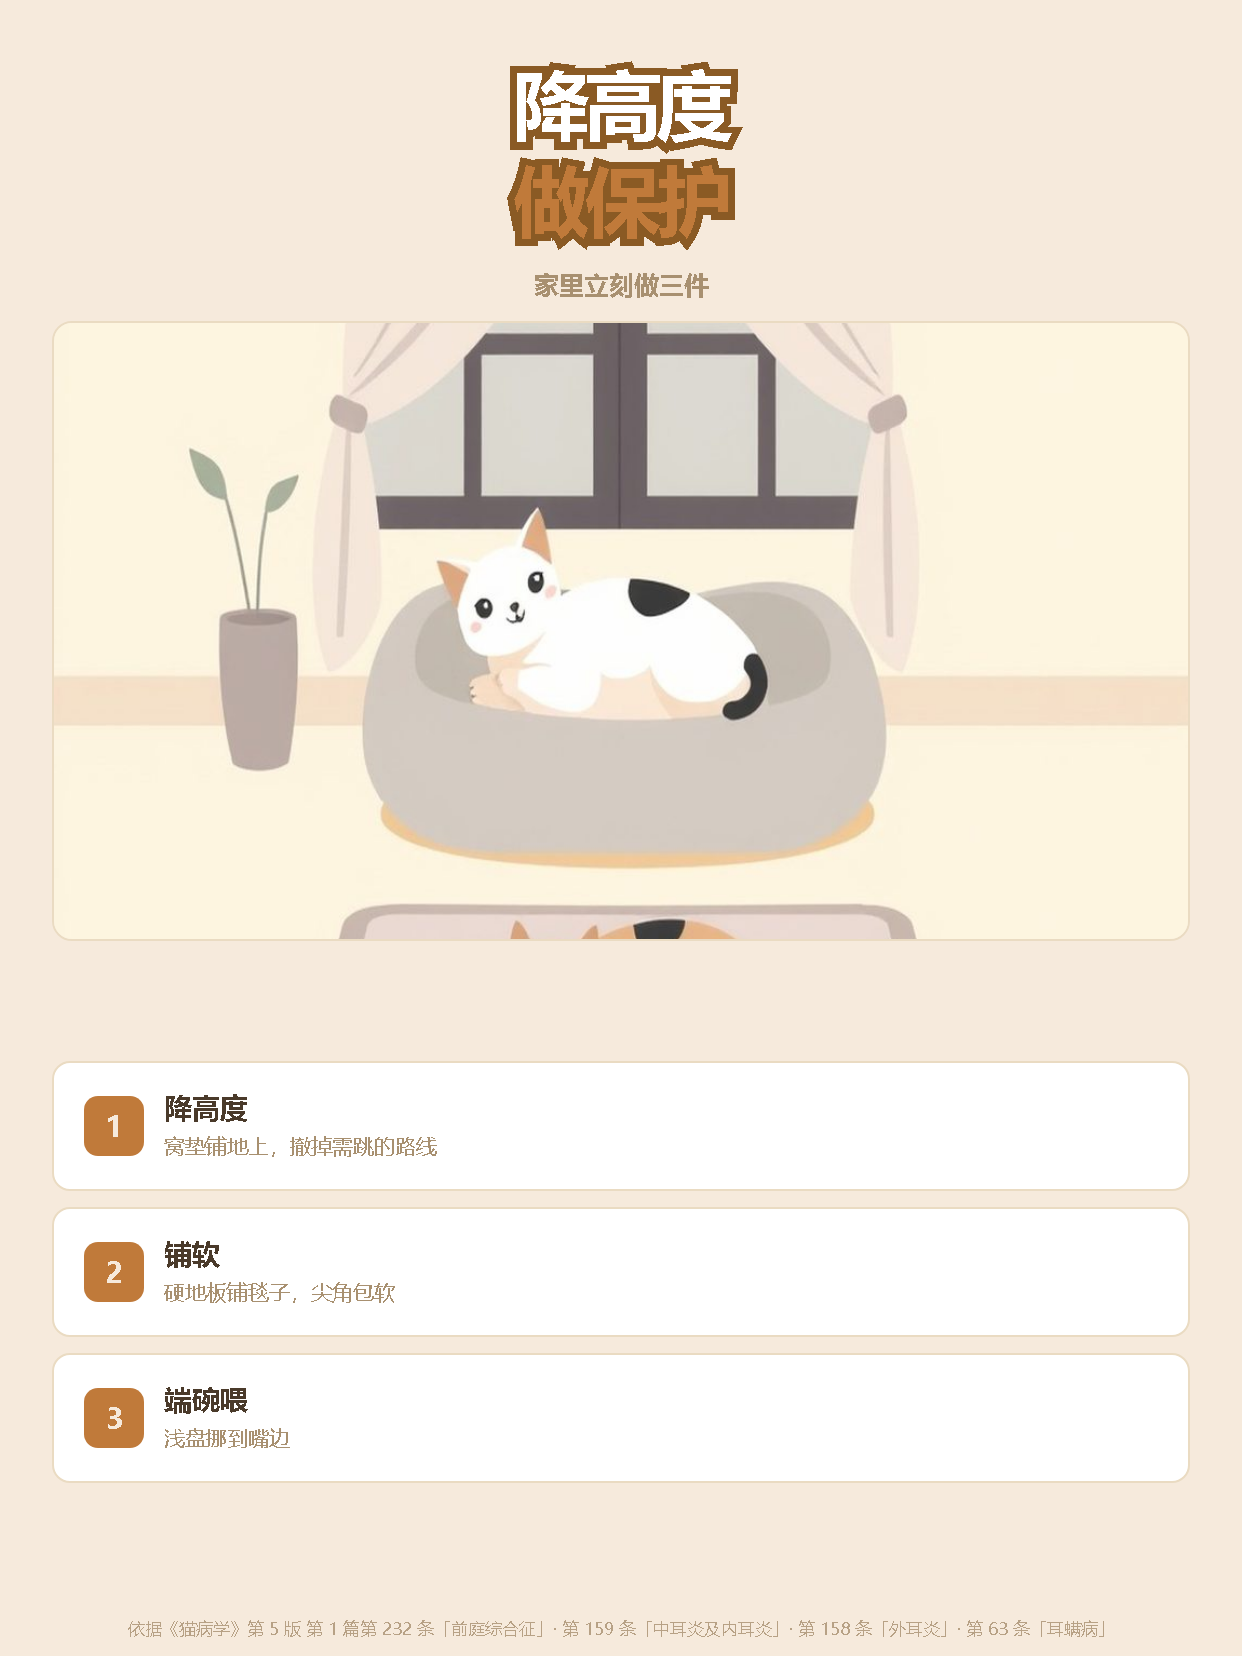 降高度
做保护
家里立刻做三件
1
降高度
窝垫铺地上，撤掉需跳的路线
2
铺软
硬地板铺毯子，尖角包软
3
端碗喂
浅盘挪到嘴边
依据《猫病学》第 5 版 第 1 篇第 232 条「前庭综合征」· 第 159 条「中耳炎及内耳炎」· 第 158 条「外耳炎」· 第 63 条「耳螨病」